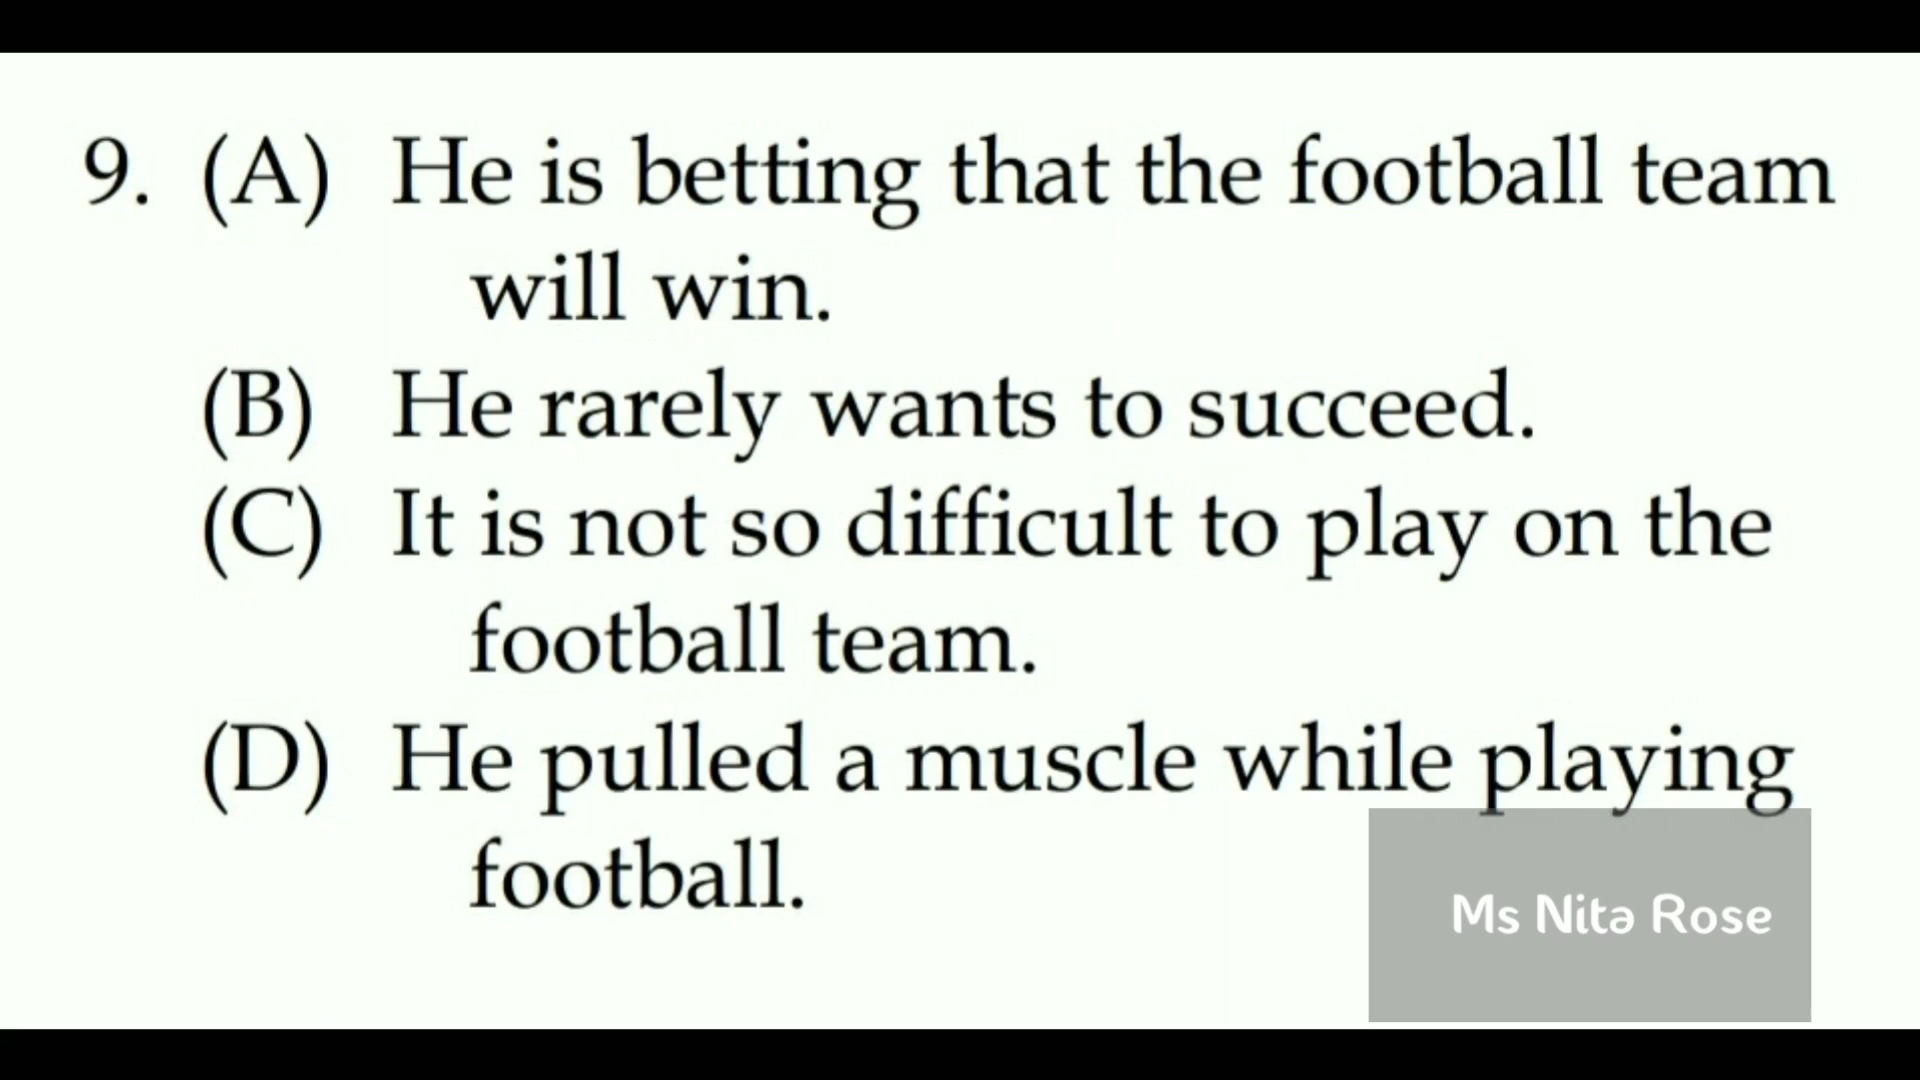 9. (A) He is betting that the football team
will win.
(B) He rarely wants to succeed.
(C) It is not so difficult to play on the
football team.
(D) He pulled a muscle while playing
football.
Ms Nita Rose